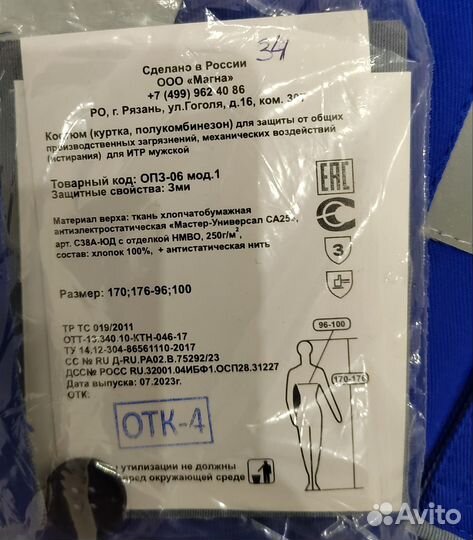 34
Сделано в России
ООО «Магна»
+7 (499) 962 40 86
РО, г. Рязань, ул.Гоголя, д.16, ком. 307
Костюм (куртка, полукомбинезон) для защиты от общих
производственных загрязнений, механических воздействий
(истирания) для ИТР мужской
Товарный код: ОПЗ-06 мод.1
Защитные свойства: Зми
EAC
Материал верха: ткань хлопчатобумажная
антиэлектростатическая «Мастер-Универсал СА25»,
арт. С38А-ЮД с отделкой НМВО, 250г/м²,
состав: хлопок 100%, + антистатическая нить
З
Размер: 170;176-96;100
ТР ТС 019/2011
ОТТ-13.340.10-КТН-046-17
ТУ 14.12-304-86561110-2017
СС № RU Д-RU.РА02.В.75292/23
ДСС№ РОСС RU.32001.04ИБФ1.ОСП28.31227
Дата выпуска: 07.2023г.
ОТК:
96-100
170-176
ОТК-4
утилизации не должны
вред окружающей среде
Avito